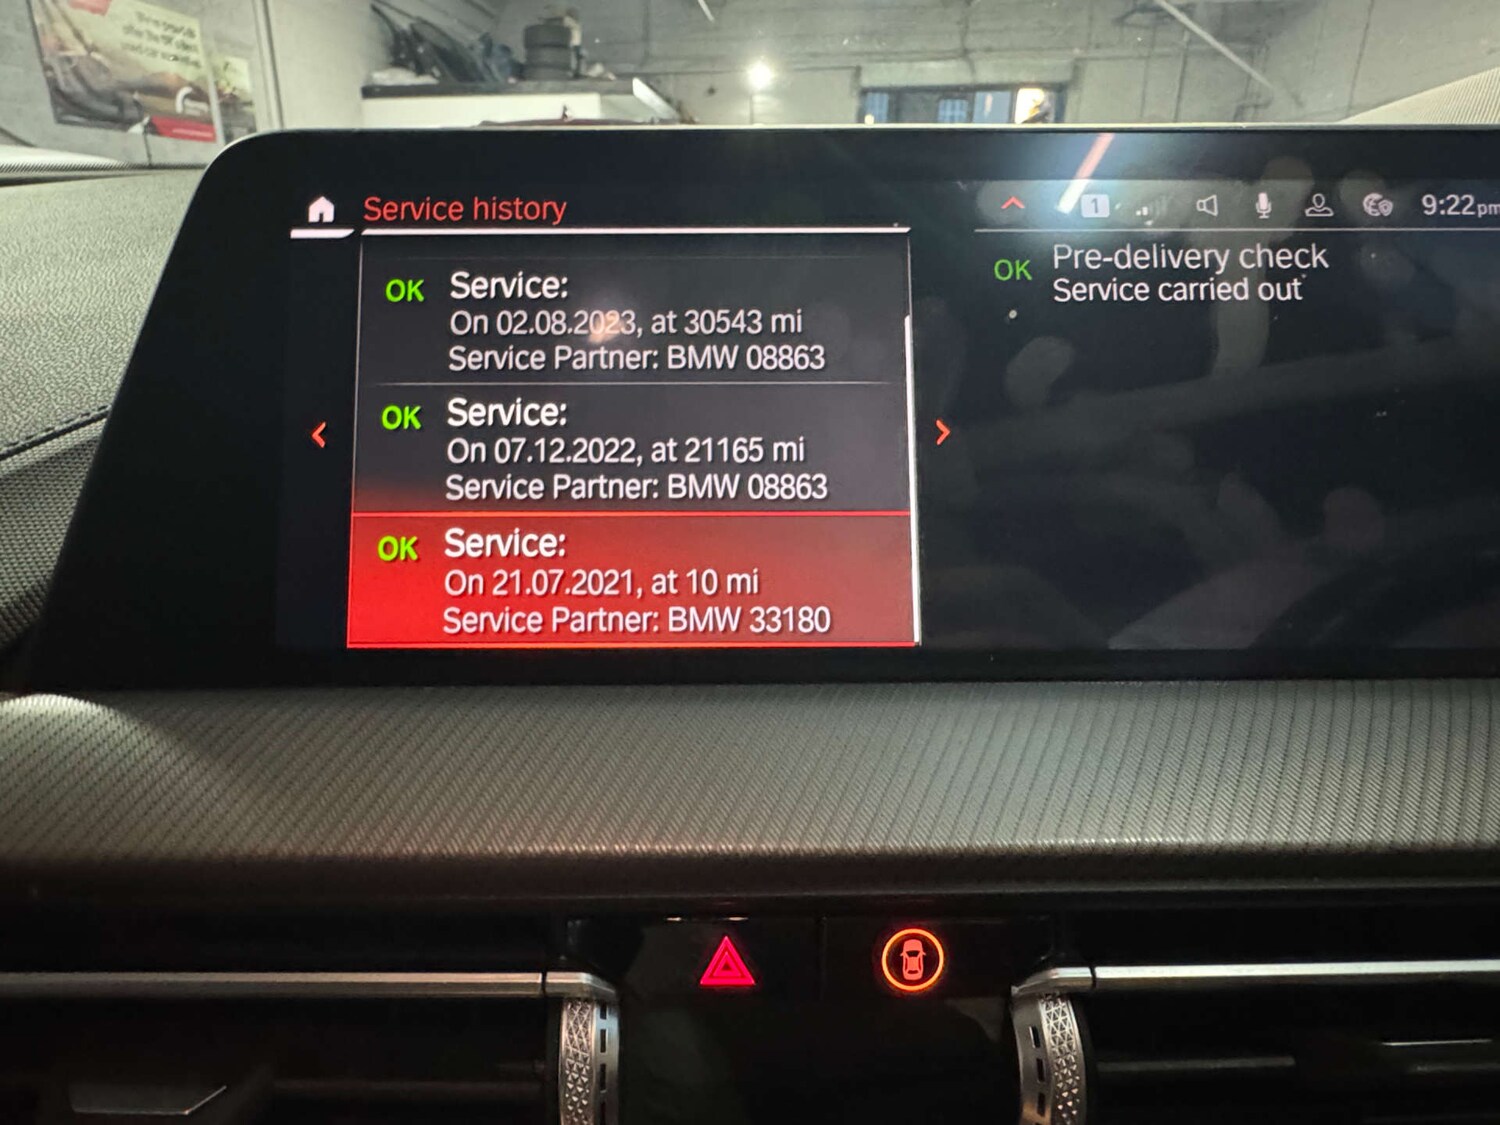 Service history
1
9:22pm
OK Service:
On 02.08.2023, at 30543 mi
Service Partner: BMW 08863
OK Service:
On 07.12.2022, at 21165 mi
Service Partner: BMW 08863
OK Service:
On 21.07.2021, at 10 mi
Service Partner: BMW 33180
OK Pre-delivery check
Service carried out